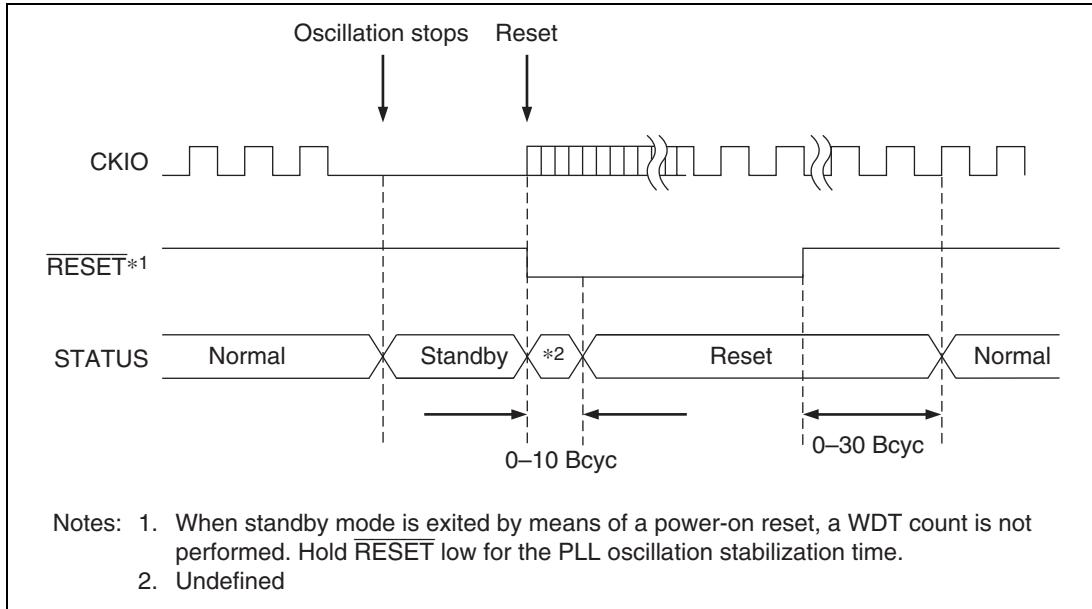 Oscillation stops Reset
CKIO
RESET*1
STATUS Normal Standby *2 Reset Normal
0–10 Bcyc 0–30 Bcyc
Notes: 1. When standby mode is exited by means of a power-on reset, a WDT count is not
performed. Hold RESET low for the PLL oscillation stabilization time.
2. Undefined